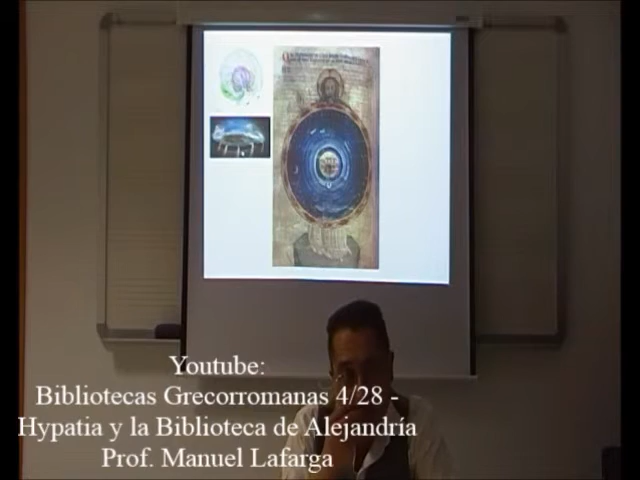 Youtube:
Bibliotecas Grecorromanas 4/28 -
Hypatia y la Biblioteca de Alejandría
Prof. Manuel Lafarga